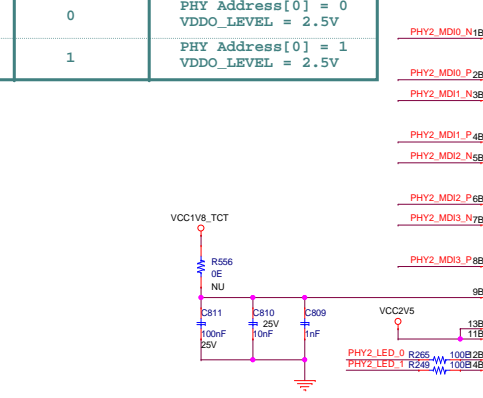 0
PHY Address[0] = 0
VDDO_LEVEL = 2.5V
1
PHY Address[0] = 1
VDDO_LEVEL = 2.5V
PHY2_MDI0_N 1B
PHY2_MDI0_P 2B
PHY2_MDI1_N 3B
PHY2_MDI1_P 4B
PHY2_MDI2_N 5B
PHY2_MDI2_P 6B
PHY2_MDI3_N 7B
PHY2_MDI3_P 8B
9B
VCC1V8_TCT
R556
0E
NU
C811
100nF
25V
C810
25V
10nF
C809
1nF
VCC2V5
13B
11B
PHY2_LED_0 R265 100E 12B
PHY2_LED_1 R249 100E 14B